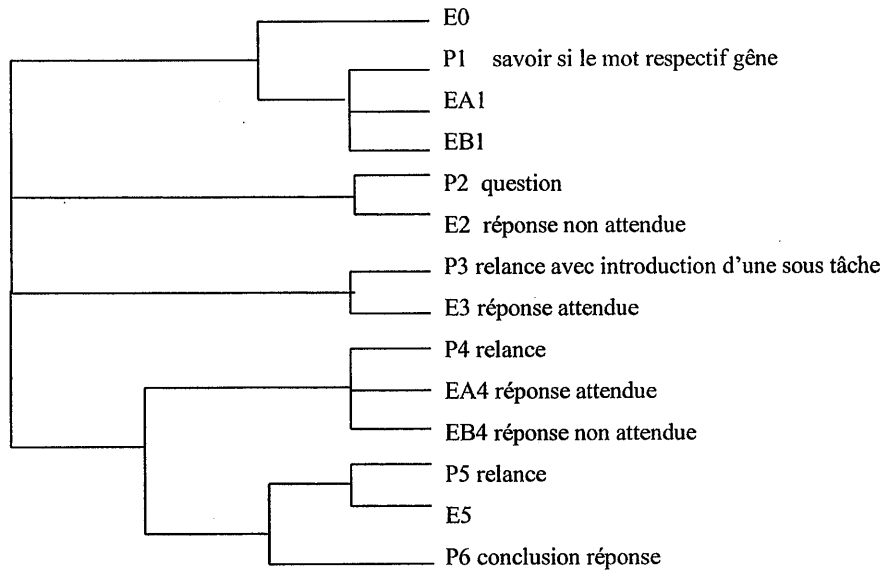 E0
P1 savoir si le mot respectif gêne
EA1
EB1
P2 question
E2 réponse non attendue
P3 relance avec introduction d'une sous tâche
E3 réponse attendue
P4 relance
EA4 réponse attendue
EB4 réponse non attendue
P5 relance
E5
P6 conclusion réponse